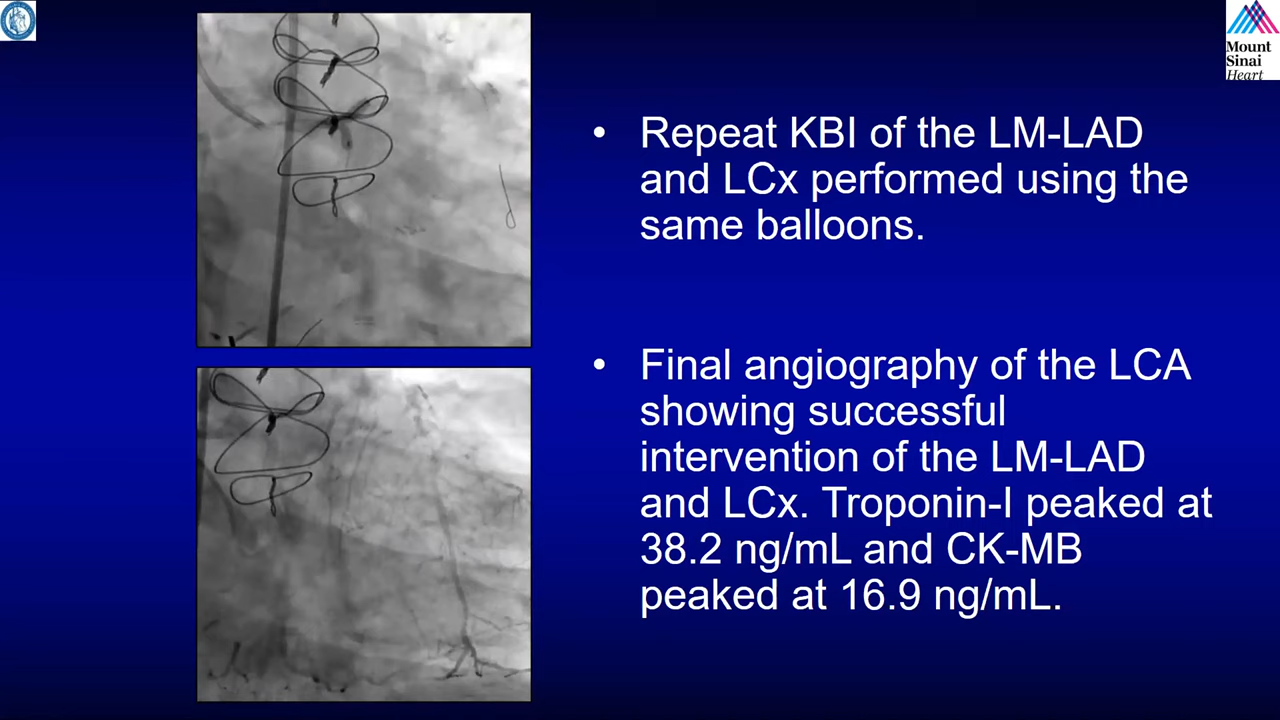 Mount
Sinai
Heart
• Repeat KBI of the LM-LAD
and LCx performed using the
same balloons.
• Final angiography of the LCA
showing successful
intervention of the LM-LAD
and LCx. Troponin-I peaked at
38.2 ng/mL and CK-MB
peaked at 16.9 ng/mL.